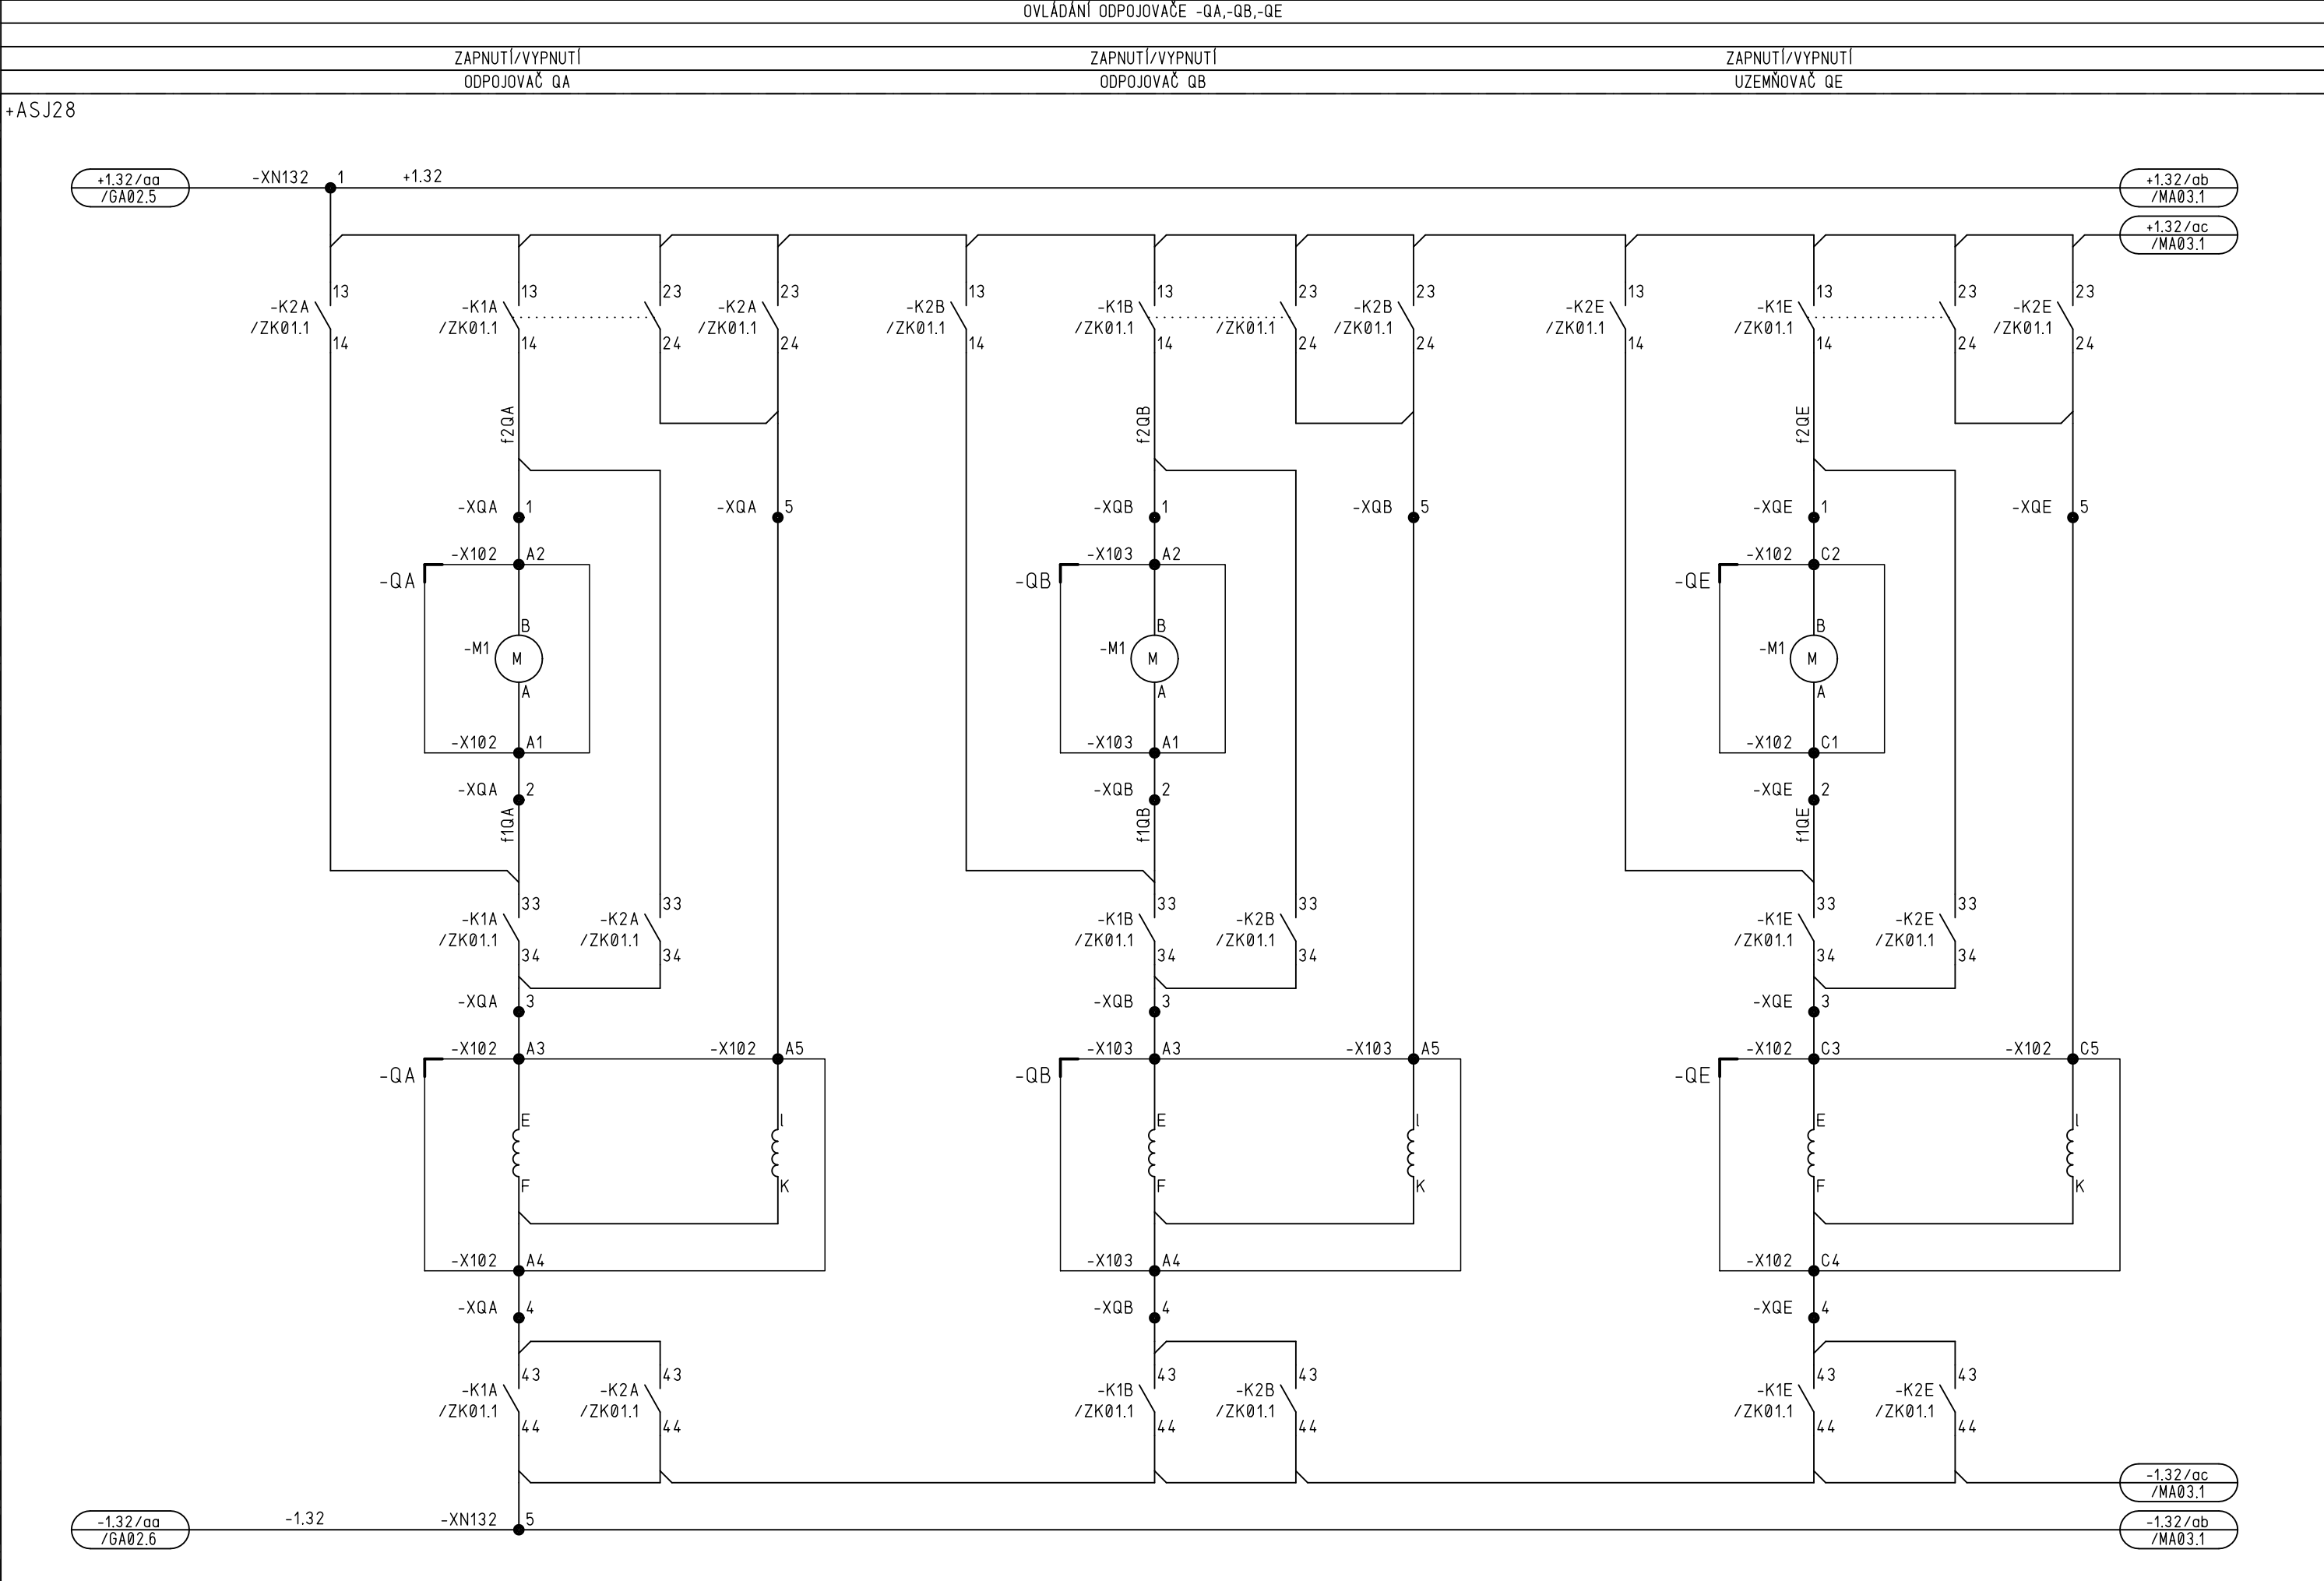 OVLÁDÁNÍ ODPOJOVAČE -QA,-QB,-QE
ZAPNUTÍ/VYPNUTÍ ZAPNUTÍ/VYPNUTÍ ZAPNUTÍ/VYPNUTÍ
ODPOJOVAČ QA ODPOJOVAČ QB UZEMŇOVAČ QE
+ASJ28
+1.32/aa -XN132 1 +1.32 +1.32/ab
/GA02.5 /MA03.1
+1.32/ac
/MA03.1
13 13 23 23 13 13 23 23 13 13 23 23
-K2A -K1A -K2A -K2B -K1B -K2B -K2E -K1E -K2E
/ZK01.1 /ZK01.1 /ZK01.1 /ZK01.1 /ZK01.1 /ZK01.1 /ZK01.1 /ZK01.1 /ZK01.1 /ZK01.1
14 14 24 24 14 14 24 24 14 14 24 24
f2QA f2QB f2QE
-XQA 1 -XQA 5 -XQB 1 -XQB 5 -XQE 1 -XQE 5
-X102 A2 -X103 A2 -X102 C2
-QA -QB -QE
B B B
-M1 M -M1 M -M1 M
A A A
-X102 A1 -X103 A1 -X102 C1
-XQA 2 -XQB 2 -XQE 2
f1QA f1QB f1QE
33 33 33 33 33 33
-K1A -K2A -K1B -K2B -K1E -K2E
/ZK01.1 /ZK01.1 /ZK01.1 /ZK01.1 /ZK01.1 /ZK01.1
34 34 34 34 34 34
-XQA 3 -XQB 3 -XQE 3
-X102 A3 -X102 A5 -X103 A3 -X103 A5 -X102 C3 -X102 C5
-QA -QB -QE
E l E l E l
F K F K F K
-X102 A4 -X103 A4 -X102 C4
-XQA 4 -XQB 4 -XQE 4
43 43 43 43 43 43
-K1A -K2A -K1B -K2B -K1E -K2E
/ZK01.1 /ZK01.1 /ZK01.1 /ZK01.1 /ZK01.1 /ZK01.1
44 44 44 44 44 44
-1.32/ac
/MA03.1
-1.32/aa -1.32 -XN132 5 -1.32/ab
/GA02.6 /MA03.1